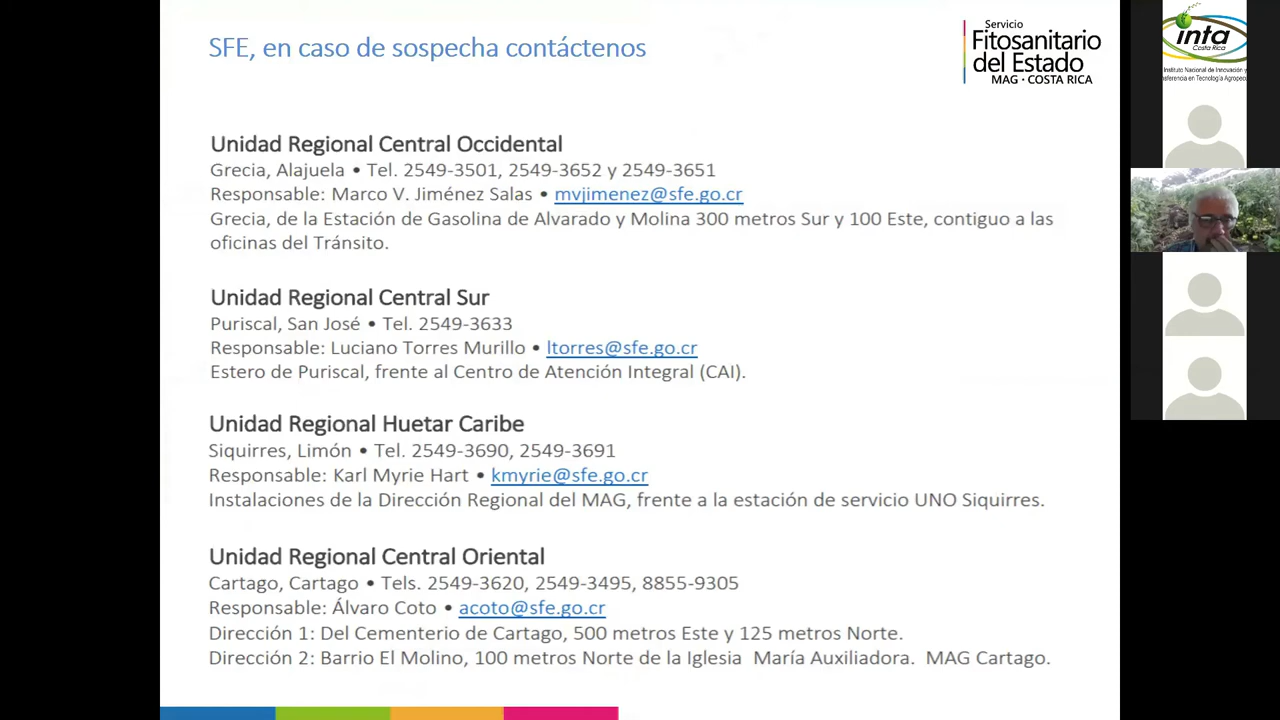 SFE, en caso de sospecha contáctenos
Servicio
Fitosanitario
del Estado
MAG · COSTA RICA
Unidad Regional Central Occidental
Grecia, Alajuela • Tel. 2549-3501, 2549-3652 y 2549-3651
Responsable: Marco V. Jiménez Salas • mvjimenez@sfe.go.cr
Grecia, de la Estación de Gasolina de Alvarado y Molina 300 metros Sur y 100 Este, contiguo a las
oficinas del Tránsito.
Unidad Regional Central Sur
Puriscal, San José • Tel. 2549-3633
Responsable: Luciano Torres Murillo • ltorres@sfe.go.cr
Estero de Puriscal, frente al Centro de Atención Integral (CAI).
Unidad Regional Huetar Caribe
Siquirres, Limón • Tel. 2549-3690, 2549-3691
Responsable: Karl Myrie Hart • kmyrie@sfe.go.cr
Instalaciones de la Dirección Regional del MAG, frente a la estación de servicio UNO Siquirres.
Unidad Regional Central Oriental
Cartago, Cartago • Tels. 2549-3620, 2549-3495, 8855-9305
Responsable: Álvaro Coto • acoto@sfe.go.cr
Dirección 1: Del Cementerio de Cartago, 500 metros Este y 125 metros Norte.
Dirección 2: Barrio El Molino, 100 metros Norte de la Iglesia María Auxiliadora. MAG Cartago.
inta
Costa Rica
Instituto Nacional de Innovación y
sferencia en Tecnología Agropec